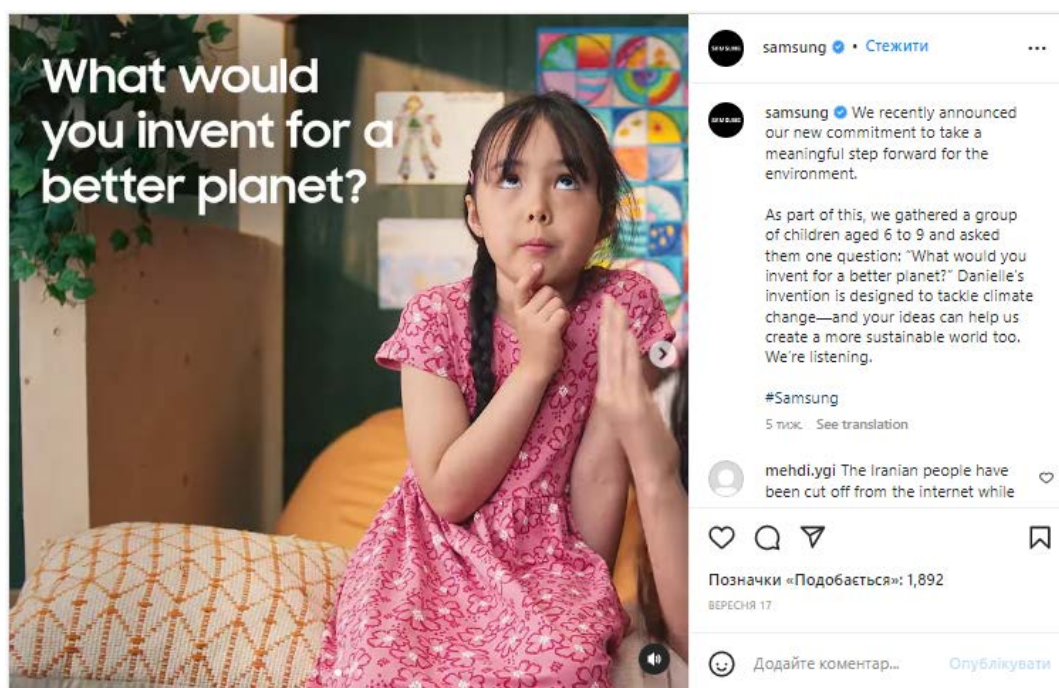 What would
you invent for a
better planet?
SAMSUNG
samsung • Стежити
SAMSUNG
samsung We recently announced
our new commitment to take a
meaningful step forward for the
environment.
As part of this, we gathered a group
of children aged 6 to 9 and asked
them one question: “What would you
invent for a better planet?” Danielle’s
invention is designed to tackle climate
change—and your ideas can help us
create a more sustainable world too.
We’re listening.
#Samsung
5 тиж. See translation
mehdi.ygi The Iranian people have
been cut off from the internet while
Позначки «Подобається»: 1,892
ВЕРЕСНЯ 17
Додайте коментар... Опублікувати